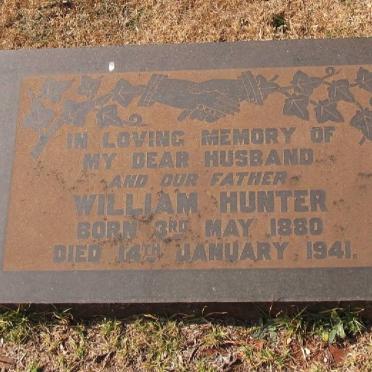 IN LOVING MEMORY OF
MY DEAR HUSBAND
AND OUR FATHER
WILLIAM HUNTER
BORN 3RD MAY 1880
DIED 14TH JANUARY 1941.